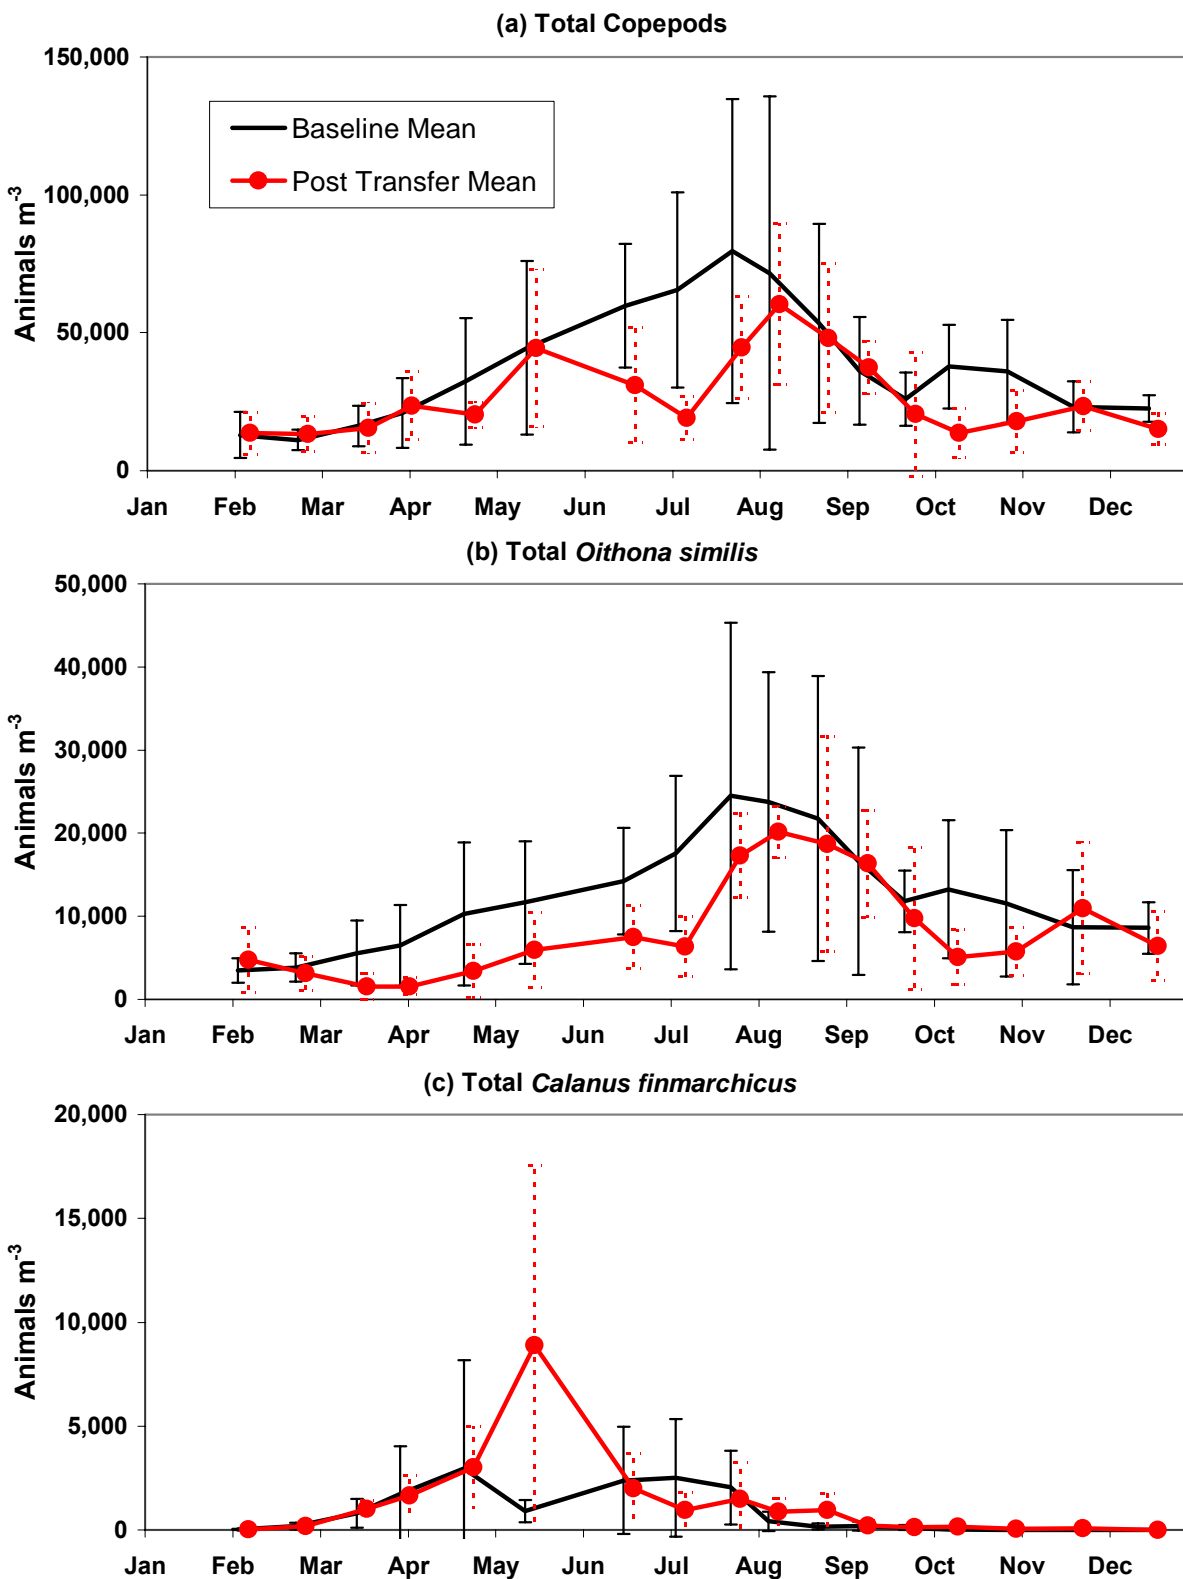 (a) Total Copepods
150,000
100,000
50,000
0
Animals m-3
Baseline Mean
Post Transfer Mean
Jan Feb Mar Apr May Jun Jul Aug Sep Oct Nov Dec
(b) Total Oithona similis
50,000
40,000
30,000
20,000
10,000
0
Animals m-3
Jan Feb Mar Apr May Jun Jul Aug Sep Oct Nov Dec
(c) Total Calanus finmarchicus
20,000
15,000
10,000
5,000
0
Animals m-3
Jan Feb Mar Apr May Jun Jul Aug Sep Oct Nov Dec